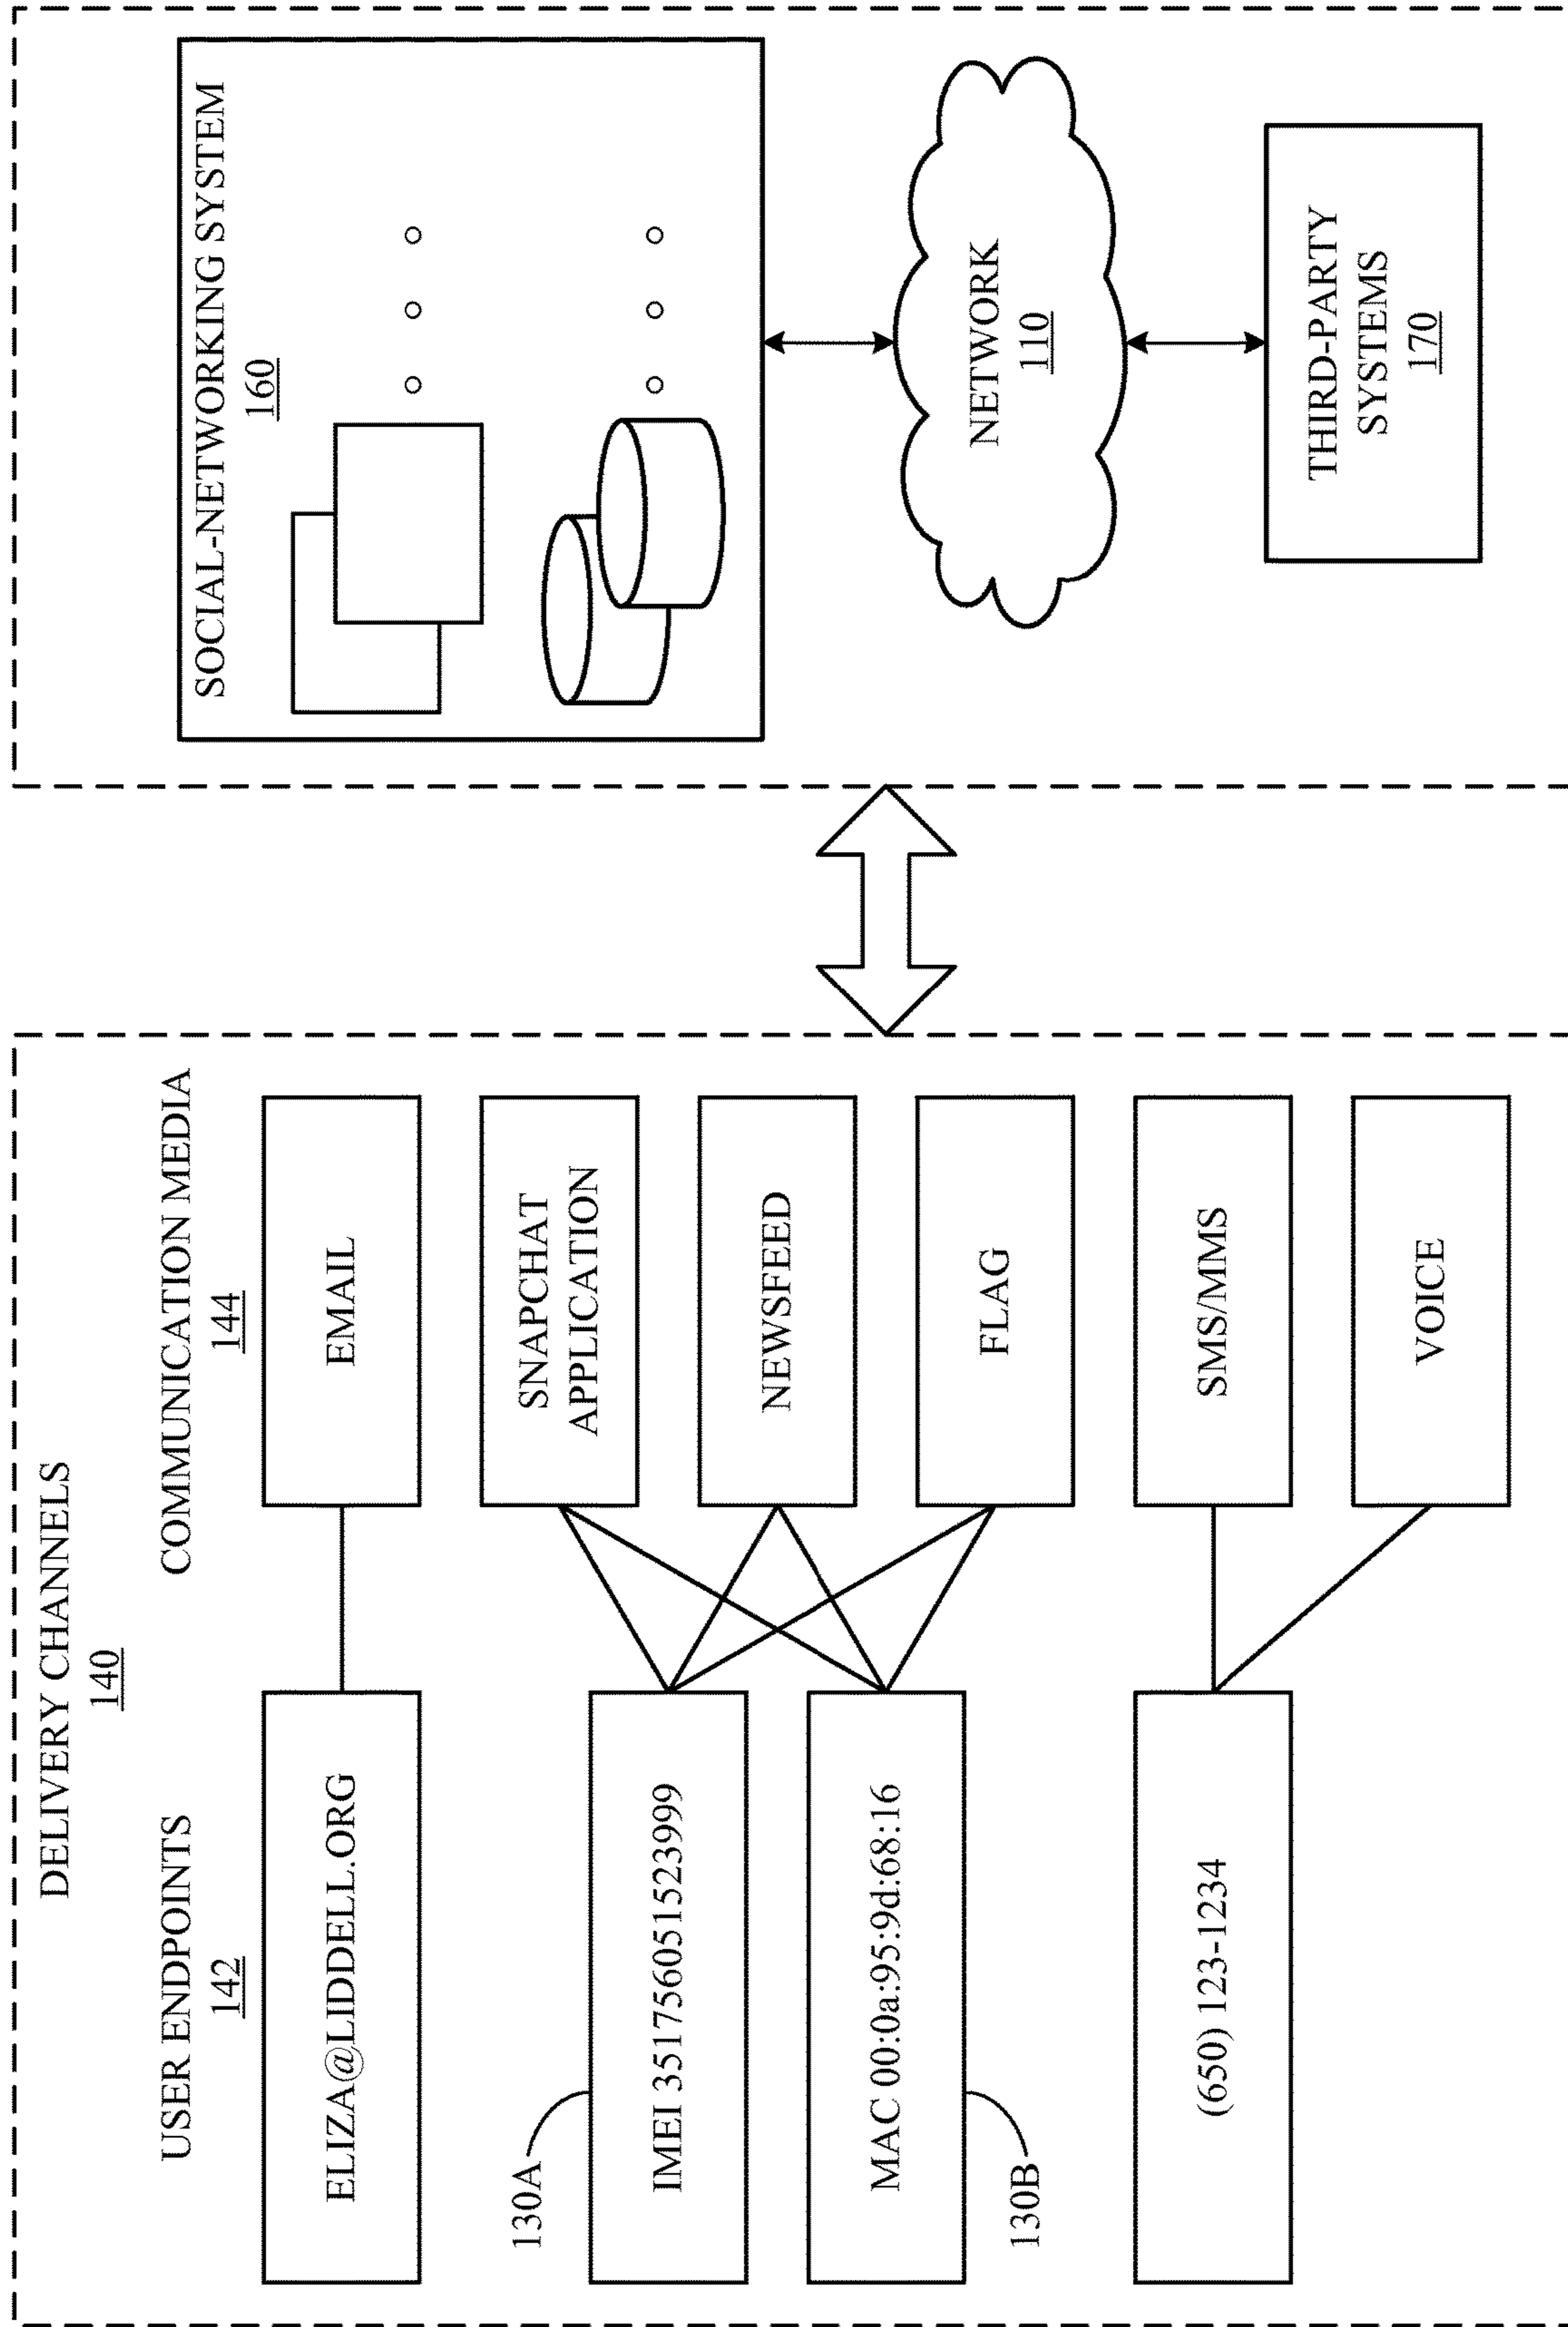 DELIVERY CHANNELS
140
USER ENDPOINTS
142
COMMUNICATION MEDIA
144
ELIZA@LIDDELL.ORG
EMAIL
SNAPCHAT
APPLICATION
130A
IMEI 351756051523999
NEWSFEED
MAC 00:0a:95:9d:68:16
130B
FLAG
(650) 123-1234
SMS/MMS
VOICE
SOCIAL-NETWORKING SYSTEM
160
NETWORK
110
THIRD-PARTY
SYSTEMS
170